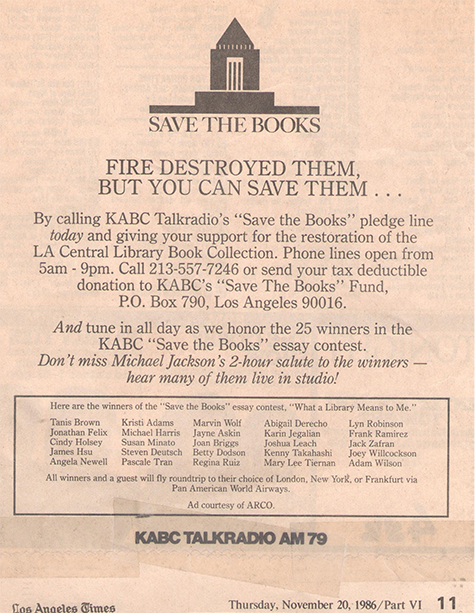 SAVE THE BOOKS
FIRE DESTROYED THEM,
BUT YOU CAN SAVE THEM . . .
By calling KABC Talkradio's "Save the Books" pledge line
today and giving your support for the restoration of the
LA Central Library Book Collection. Phone lines open from
5am - 9pm. Call 213-557-7246 or send your tax deductible
donation to KABC's "Save The Books" Fund,
P.O. Box 790, Los Angeles 90016.
And tune in all day as we honor the 25 winners in the
KABC "Save the Books" essay contest.
Don't miss Michael Jackson's 2-hour salute to the winners —
hear many of them live in studio!
Here are the winners of the "Save the Books" essay contest, "What a Library Means to Me."
Tanis Brown Kristi Adams Marvin Wolf Abigail Derecho Lyn Robinson
Jonathan Felix Michael Harris Jayne Askin Karin Jegalian Frank Ramirez
Cindy Holsey Susan Minato Joan Briggs Joshua Leach Jack Zafran
James Hsu Steven Deutsch Betty Dodson Kenny Takahashi Joey Willcockson
Angela Newell Pascale Tran Regina Ruiz Mary Lee Tiernan Adam Wilson
All winners and a guest will fly roundtrip to their choice of London, New York, or Frankfurt via
Pan American World Airways.
Ad courtesy of ARCO.
KABC TALKRADIO AM 79
Los Angeles Times Thursday, November 20, 1986/Part VI 11